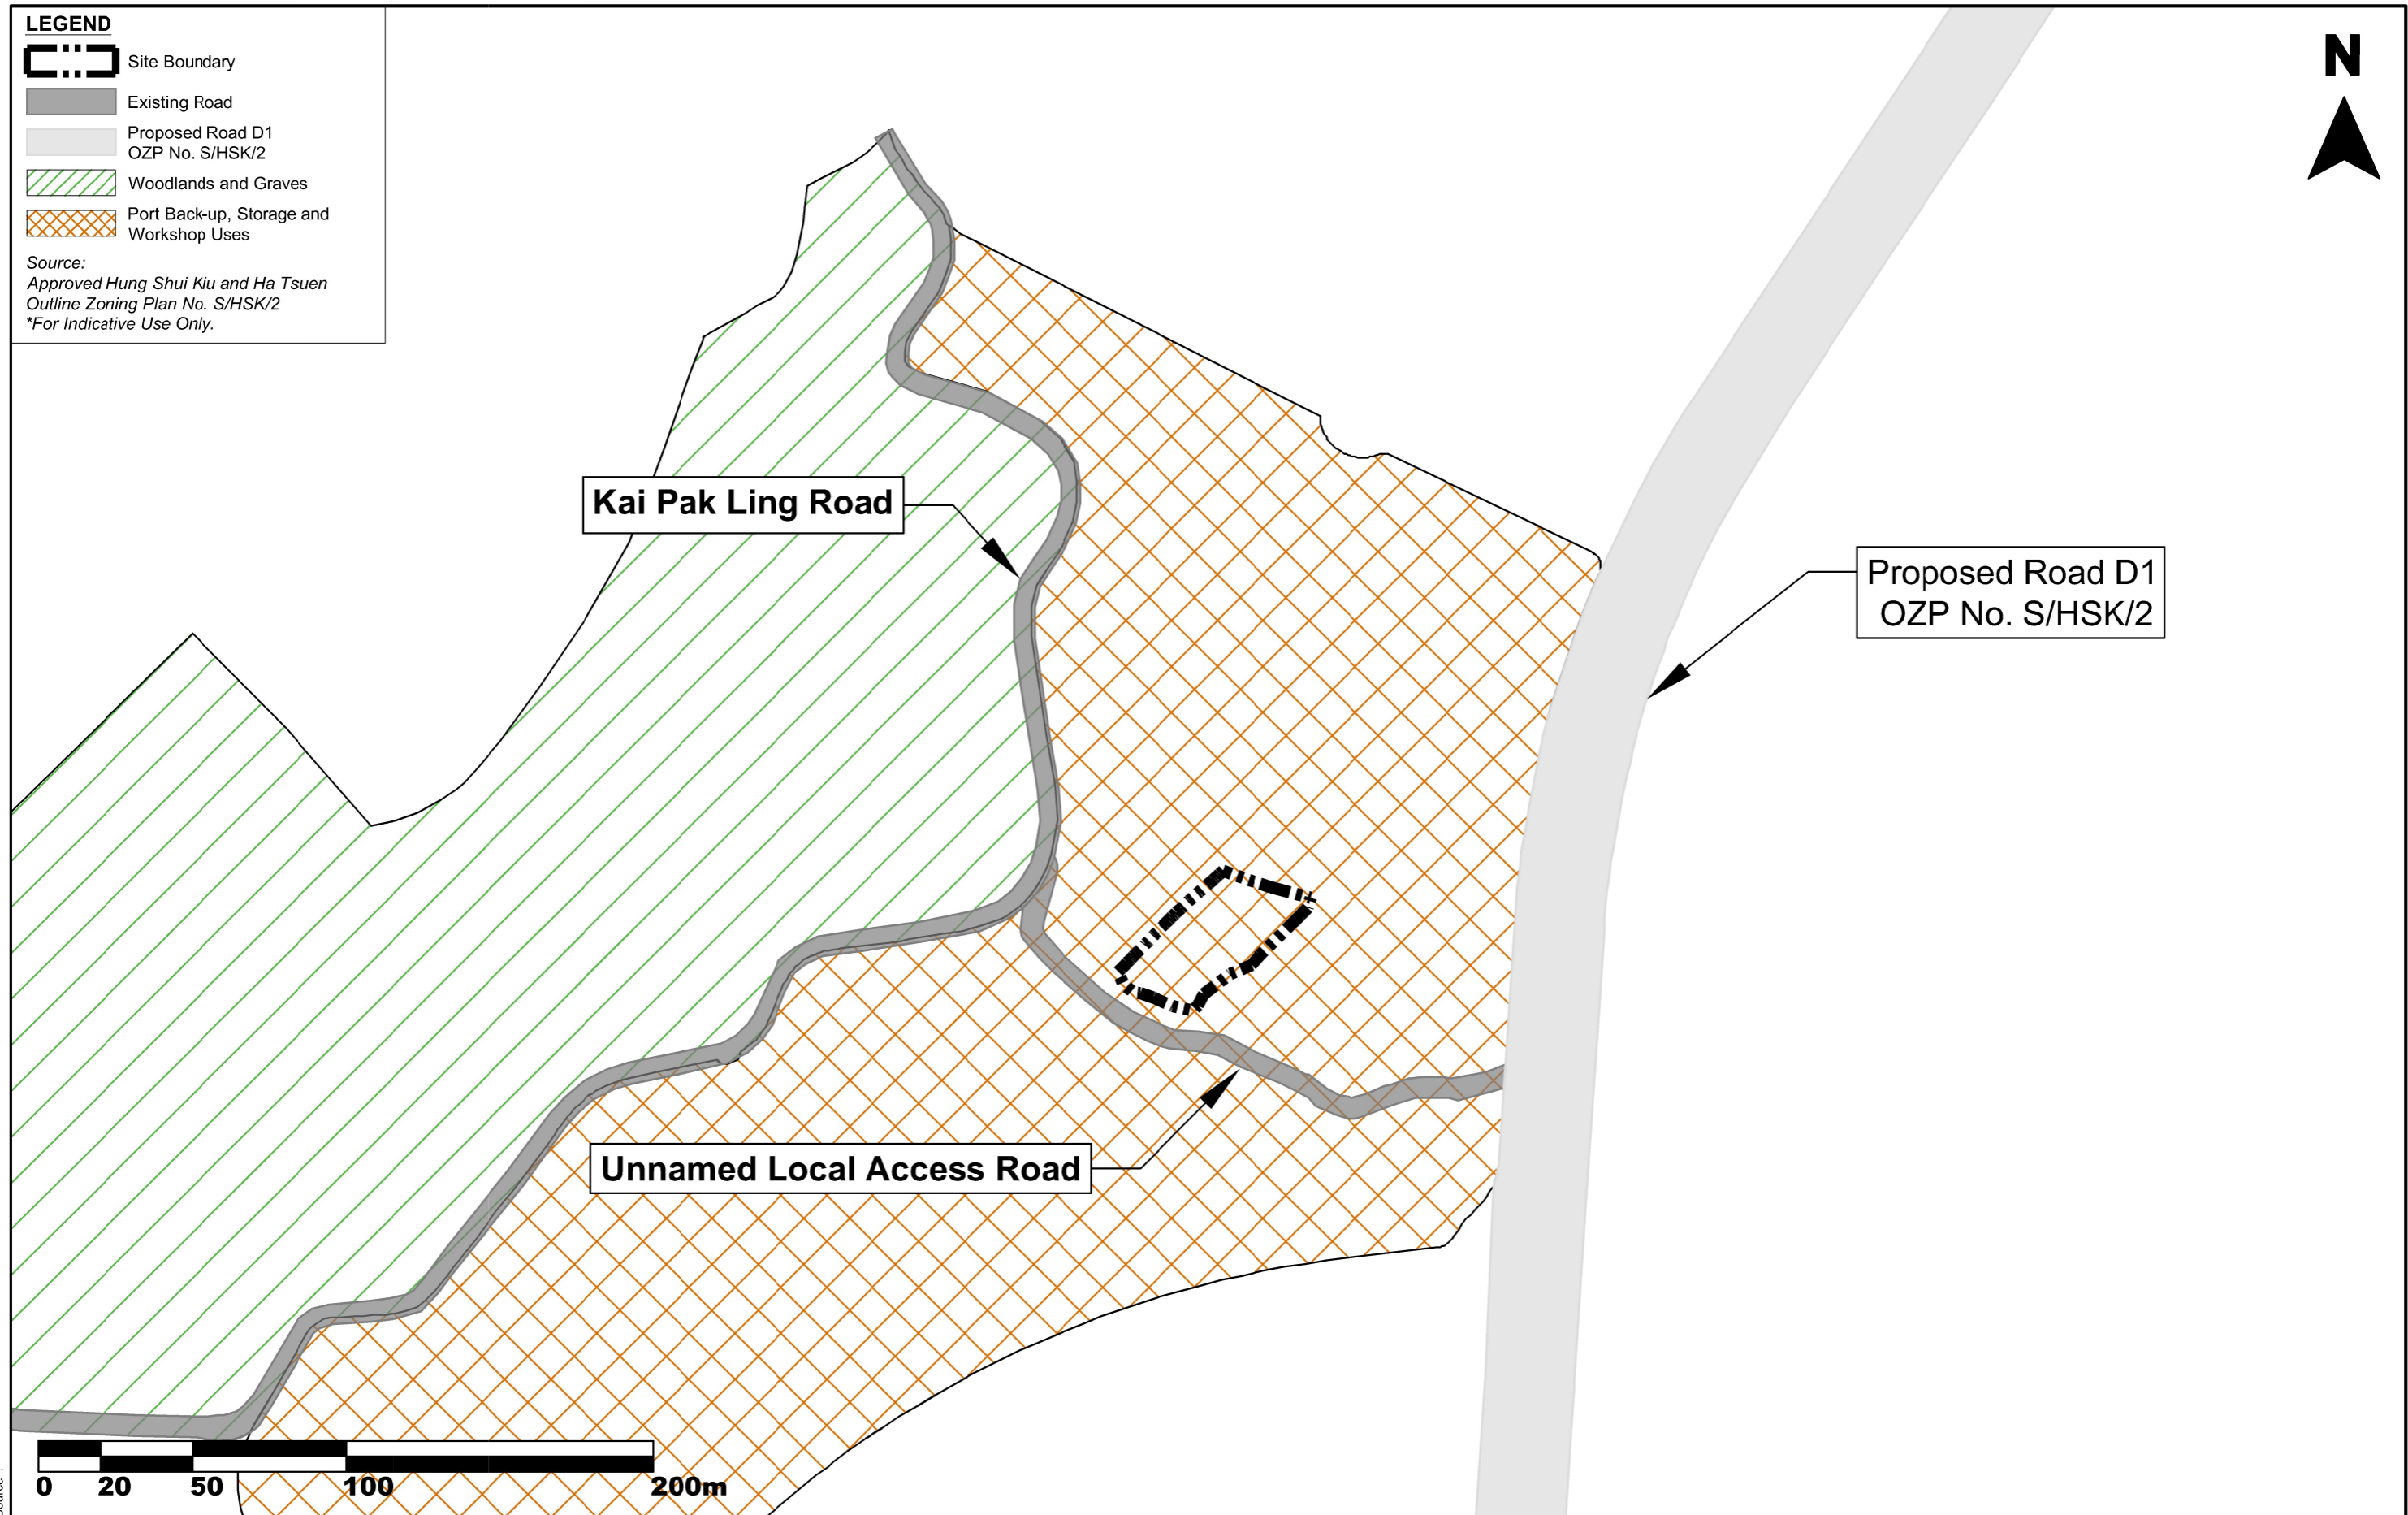 LEGEND
Site Boundary
Existing Road
Proposed Road D1
OZP No. S/HSK/2
Woodlands and Graves
Port Back-up, Storage and
Workshop Uses
Source:
Approved Hung Shui Kiu and Ha Tsuen
Outline Zoning Plan No. S/HSK/2
*For Indicative Use Only.
N
Kai Pak Ling Road
Proposed Road D1
OZP No. S/HSK/2
Unnamed Local Access Road
0 20 50 100 200m